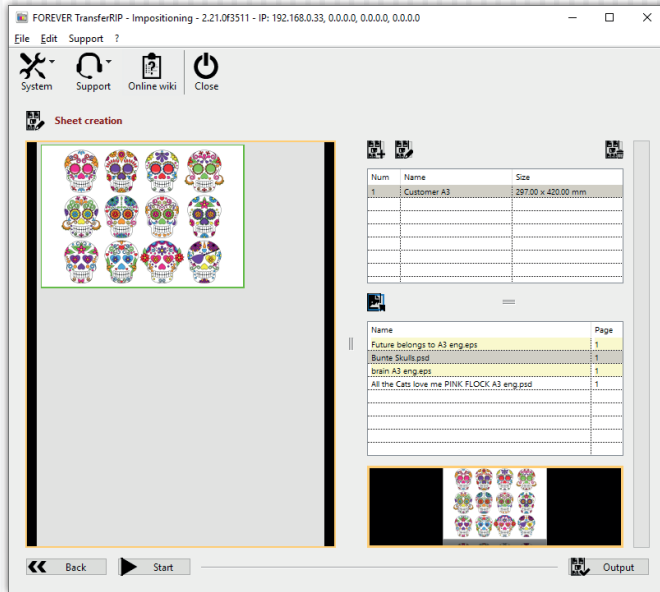 FOREVER TransferRIP - Impositioning - 2.21.0f3511 - IP: 192.168.0.33, 0.0.0.0, 0.0.0.0, 0.0.0.0
File Edit Support ?
System Support Online wiki Close
Sheet creation
Num Name Size
1 Customer A3 297.00 x 420.00 mm
Name Page
Future belongs to A3 eng.eps 1
Bunte Skulls.psd 1
brain A3 eng.eps 1
All the Cats love me PINK FLOCK A3 eng.psd 1
Back Start Output